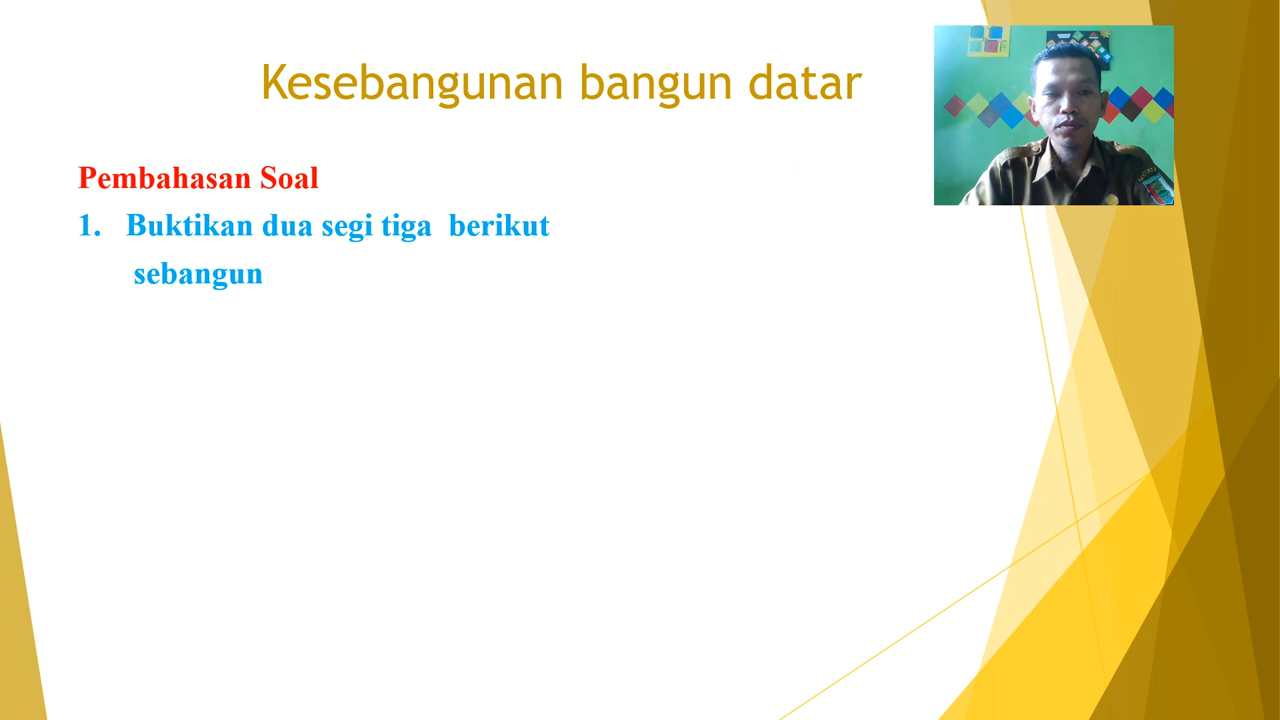 Kesebangunan bangun datar
Pembahasan Soal
1. Buktikan dua segi tiga berikut
sebangun